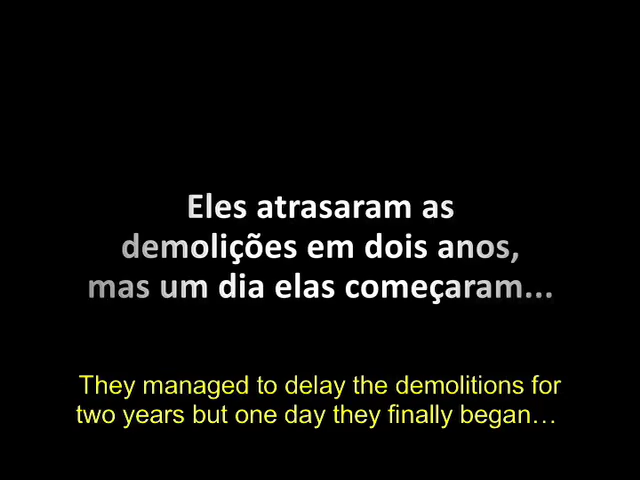 Eles atrasaram as
demolições em dois anos,
mas um dia elas começaram...
They managed to delay the demolitions for
two years but one day they finally began…